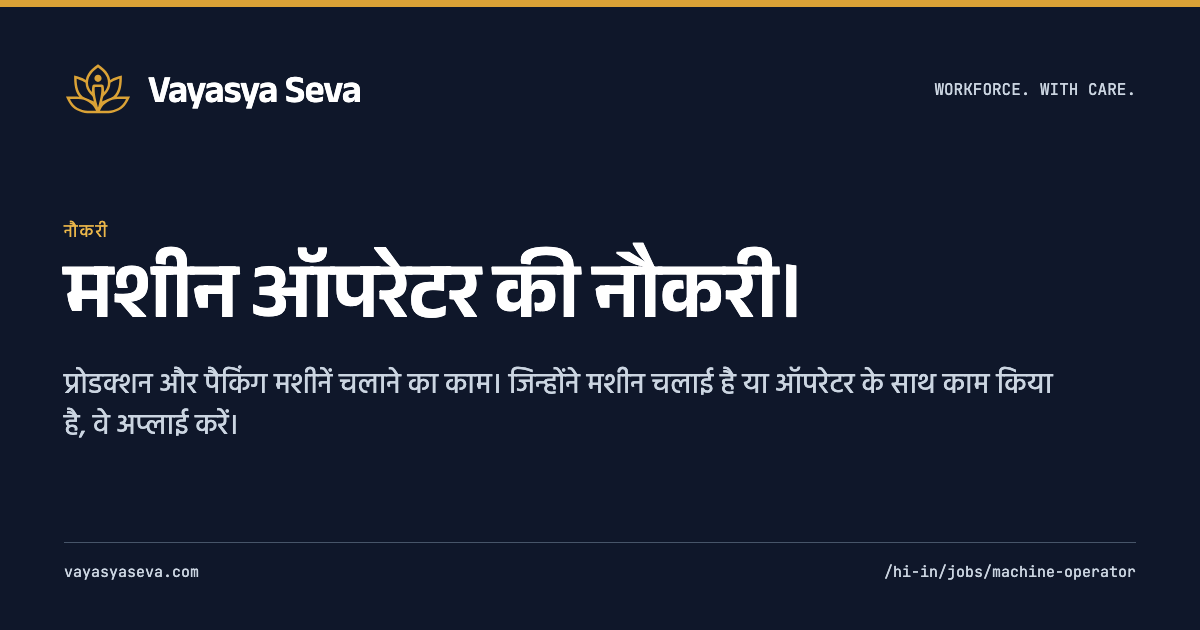 Vayasya Seva
WORKFORCE. WITH CARE.
नौकरी
मशीन ऑपरेटर की नौकरी।
प्रोडक्शन और पैकिंग मशीनें चलाने का काम। जिन्होंने मशीन चलाई है या ऑपरेटर के साथ काम किया
है, वे अप्लाई करें।
vayasyaseva.com
/hi-in/jobs/machine-operator